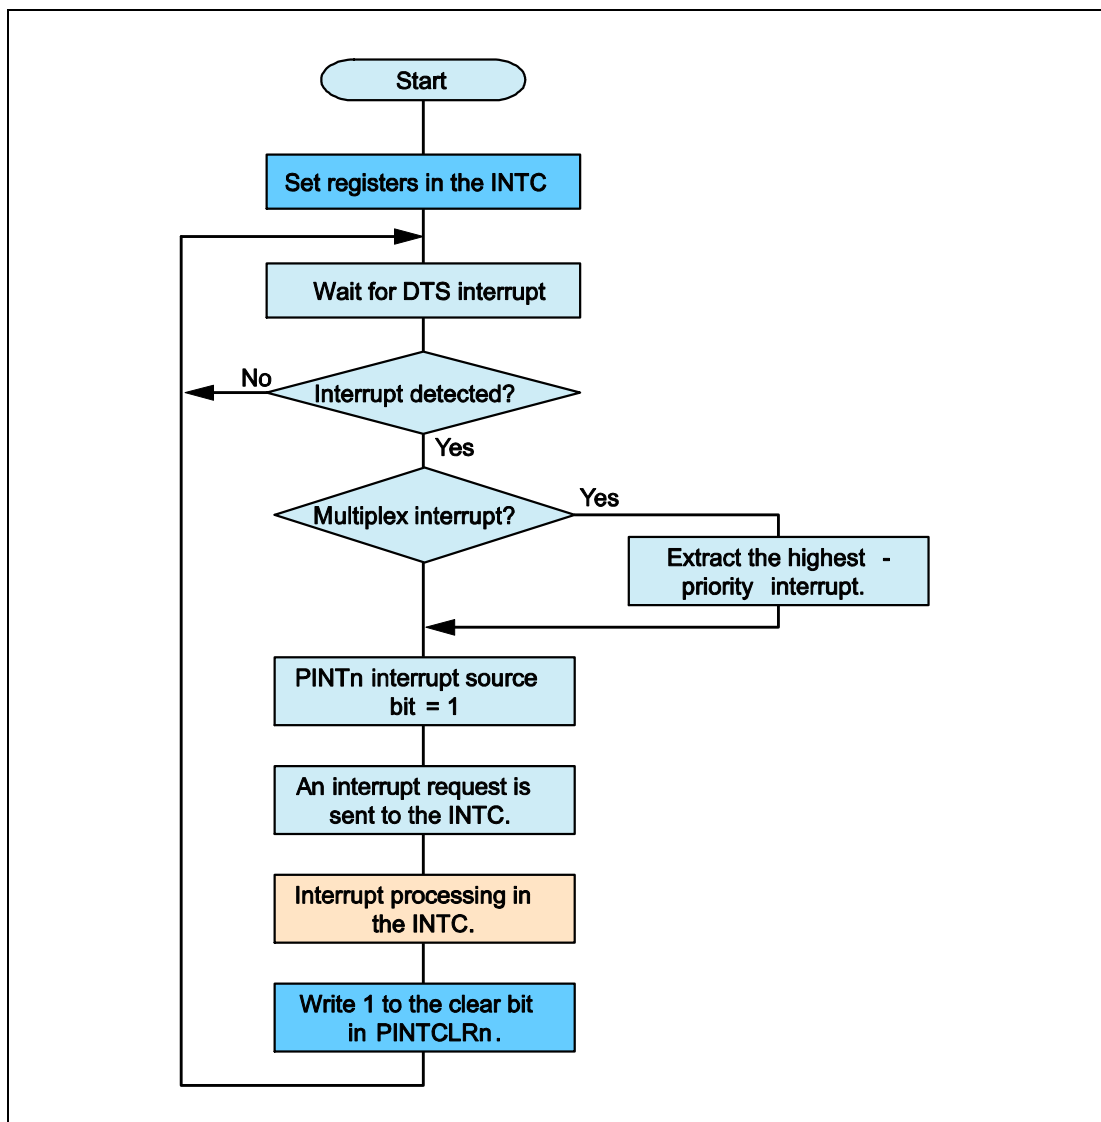 Start
Set registers in the INTC
Wait for DTS interrupt
No
Interrupt detected?
Yes
Multiplex interrupt?
Yes
Extract the highest -
priority interrupt.
PINTn interrupt source
bit = 1
An interrupt request is
sent to the INTC.
Interrupt processing in
the INTC.
Write 1 to the clear bit
in PINTCLRn.